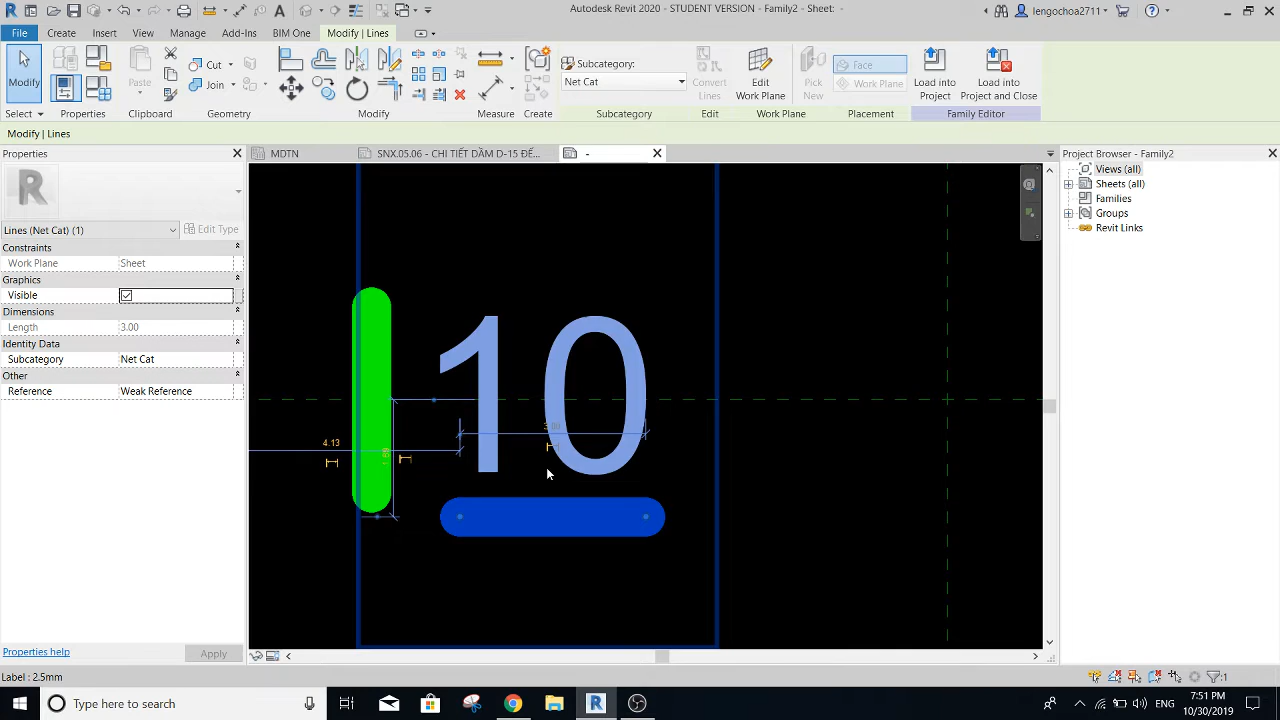 Autodesk Revit 2020 - STUDENT VERSION - Family2 - Sheet: -
lengochoa2711
File Create Insert View Manage Add-Ins BIM One Modify | Lines
Modify
Paste
Cut
Join
Subcategory:
Net Cat
Convert
Lines
Edit
Work Plane
Pick
New
Face
Work Plane
Load into
Project
Load into
Project and Close
Select
Properties
Clipboard
Geometry
Modify
Measure
Create
Subcategory
Edit
Work Plane
Placement
Family Editor
Modify | Lines
Properties
MDTN
SNX.05.06 - CHI TIẾT DẦM D-15 ĐẾ...
-
Project Browser - Family2
R
Lines (Net Cat) (1)
Edit Type
Constraints
Work Plane Sheet
Graphics
Visible
Dimensions
Length 3.00
Identity Data
Subcategory Net Cat
Other
Reference Weak Reference
Properties help
Apply
Views (all)
Sheets (all)
Families
Groups
Revit Links
10
4.13
Label : 2.5mm
:1
Type here to search
7:51 PM
10/30/2019